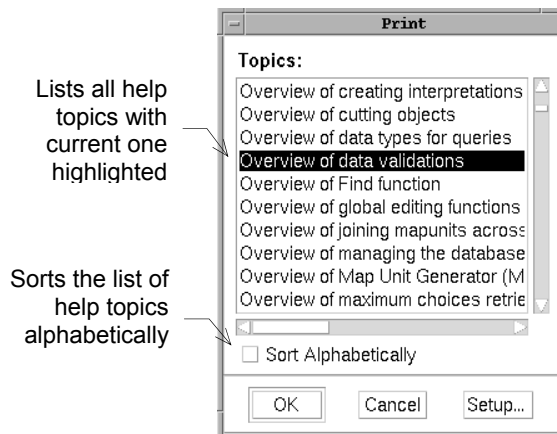 Print
Topics:
Lists all help
topics with
current one
highlighted
Overview of creating interpretations
Overview of cutting objects
Overview of data types for queries
Overview of data validations
Overview of Find function
Overview of global editing functions
Overview of joining mapunits across
Overview of managing the database
Overview of Map Unit Generator (M
Overview of maximum choices retrie
Sorts the list of
help topics
alphabetically
Sort Alphabetically
OK
Cancel
Setup...